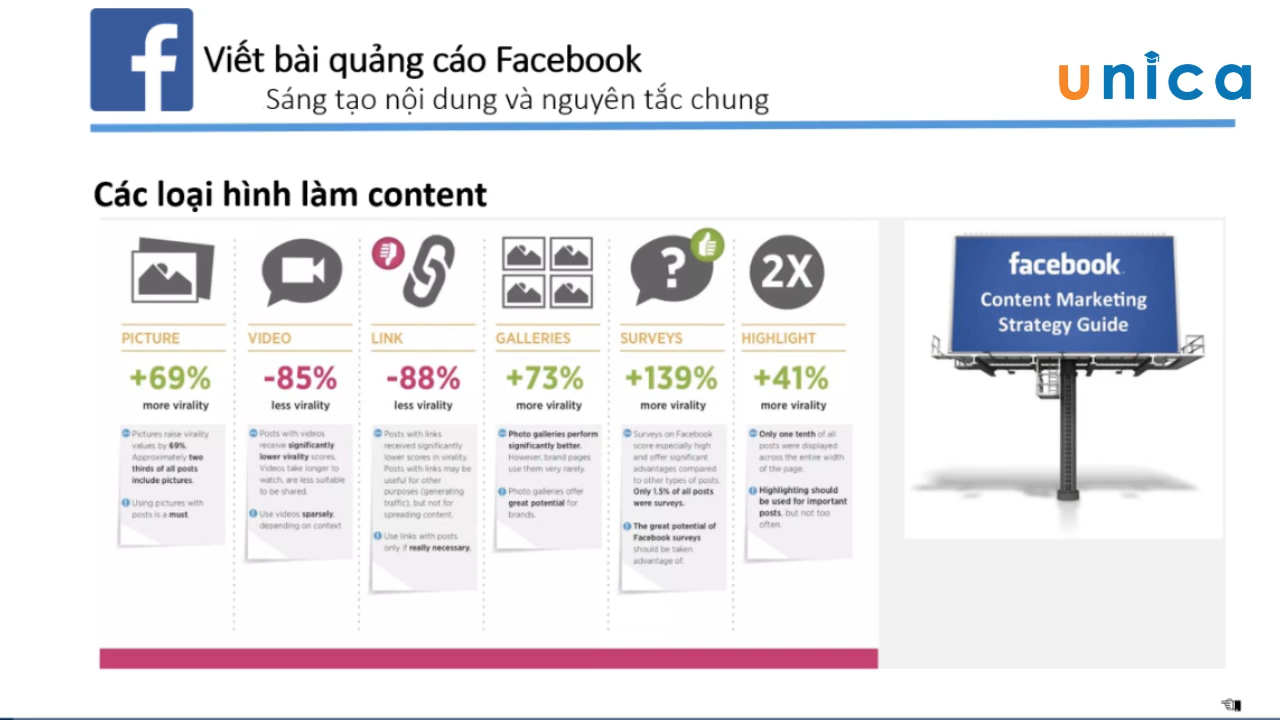 Viết bài quảng cáo Facebook
Sáng tạo nội dung và nguyên tắc chung
unica
Các loại hình làm content
PICTURE
+69%
more virality
Pictures raise virality
values by 69%.
Approximately two
thirds of all posts
include pictures.
Using pictures with
posts is a must.
VIDEO
-85%
less virality
Posts with videos
receive significantly
lower virality scores.
Videos take longer to
watch, are less suitable
to be shared.
Use videos sparsely,
depending on context
LINK
-88%
less virality
Posts with links
received significantly
lower scores in virality.
Posts with links may be
useful for other
purposes (generating
traffic), but not for
spreading content.
Use links with posts
only if really necessary.
GALLERIES
+73%
more virality
Photo galleries perform
significantly better.
However, brand pages
use them very rarely.
Photo galleries offer
great potential for
brands.
?
SURVEYS
+139%
more virality
Surveys on Facebook
score especially high
and offer significant
advantages compared
to other types of posts.
Only 1.5% of all posts
were surveys.
The great potential of
Facebook surveys
should be taken
advantage of.
2X
HIGHLIGHT
+41%
more virality
Only one tenth of all
posts were displayed
across the entire width
of the page.
Highlighting should
be used for important
posts, but not too
often.
facebook
Content Marketing
Strategy Guide